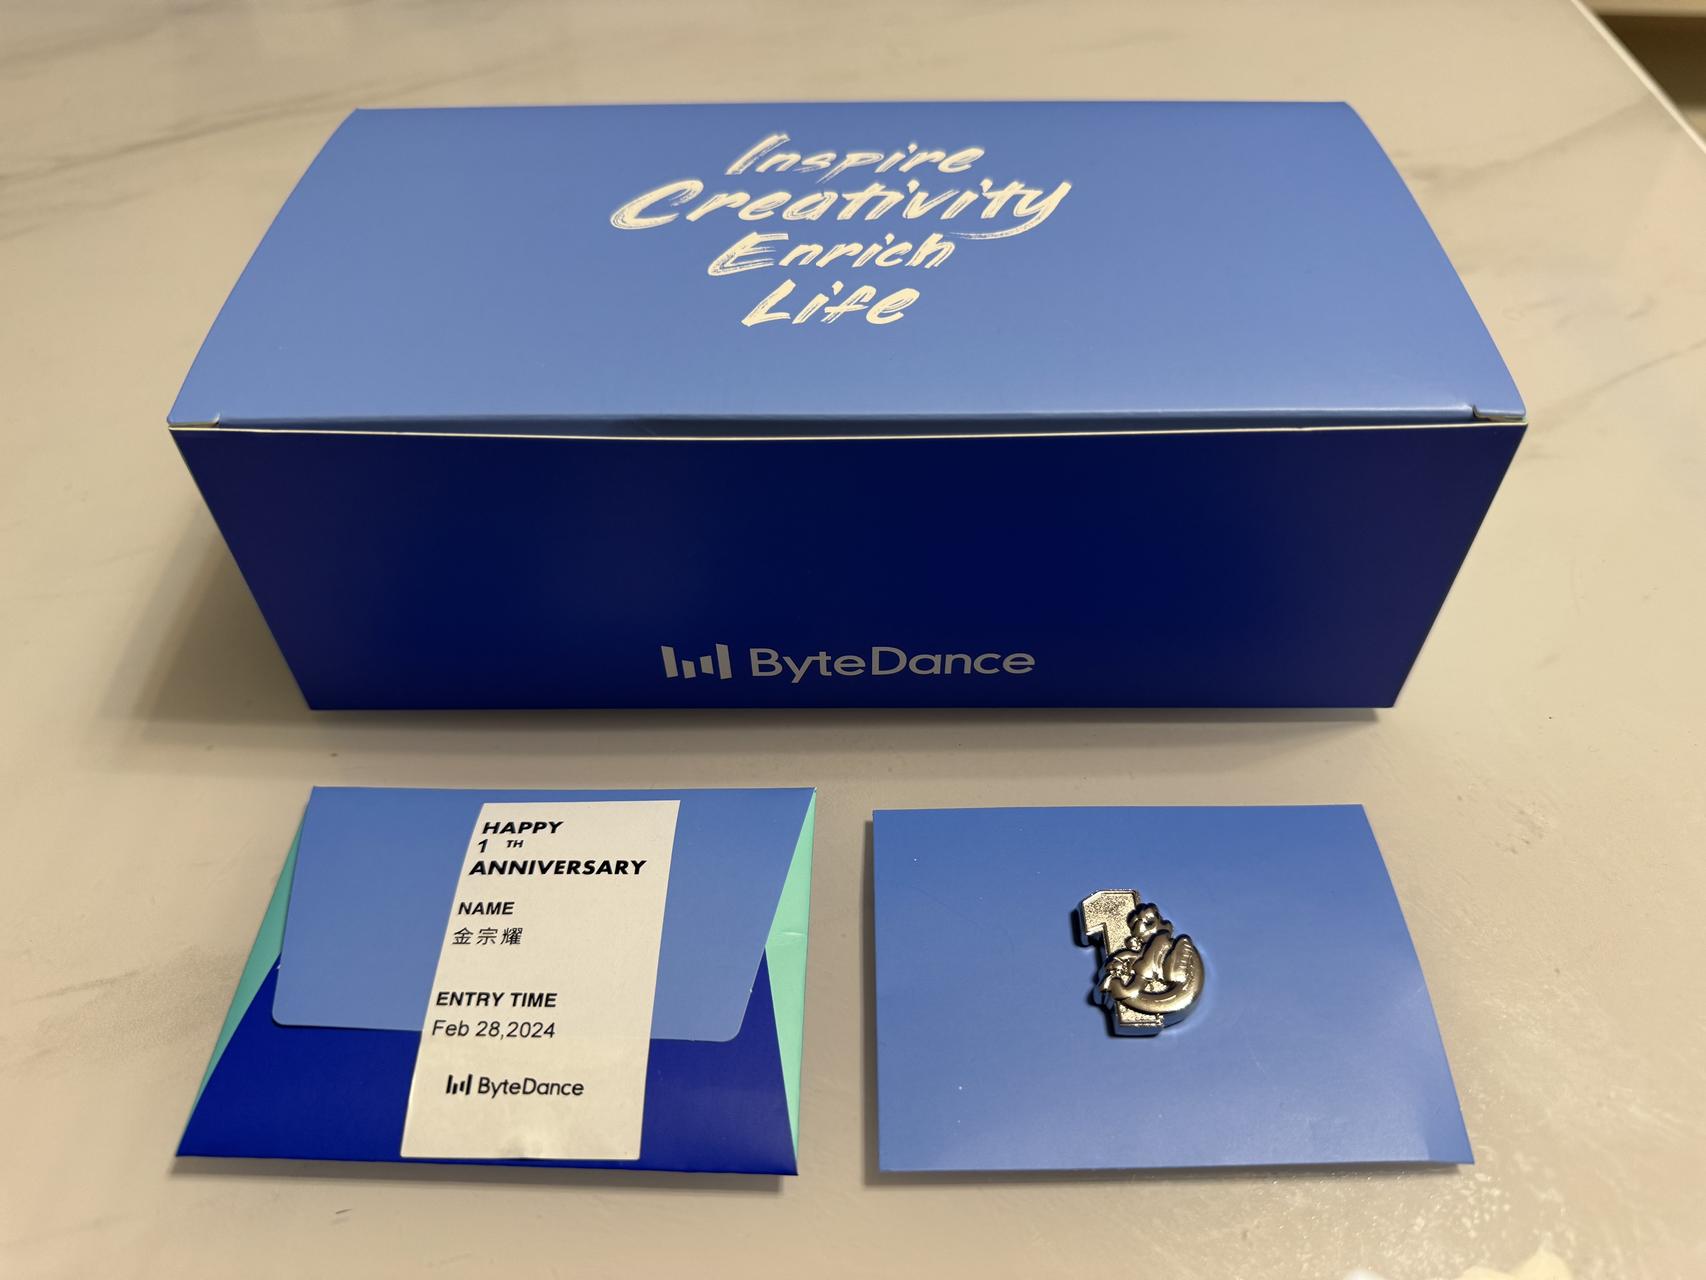 Inspire
Creativity
Enrich
Life
ByteDance
HAPPY
1 TH
ANNIVERSARY
NAME
金宗耀
ENTRY TIME
Feb 28,2024
ByteDance
1